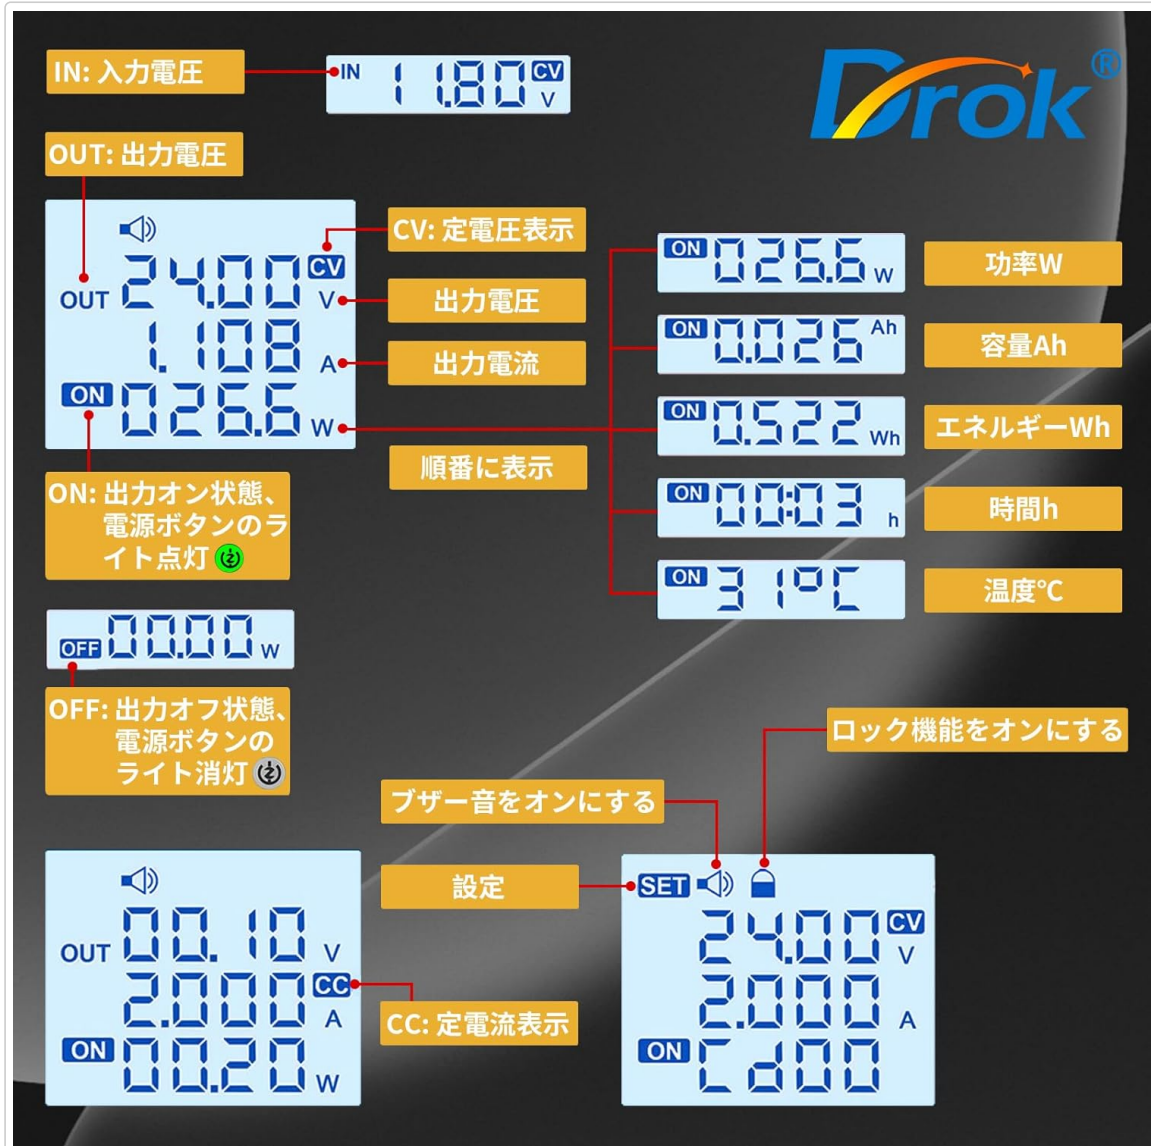 IN: 入力電圧
IN 11.80 CV V
Drok®
OUT: 出力電圧
OUT 24.00 CV V
1.108 A
ON 026.6 W
CV: 定電圧表示
出力電圧
出力電流
順番に表示
ON 026.6 W
功率W
ON 0.026 Ah
容量Ah
ON 0.522 Wh
エネルギーWh
ON 00:03 h
時間h
ON 31°C
温度℃
ON: 出力オン状態、
電源ボタンのラ
イト点灯
OFF 00.00 W
OFF: 出力オフ状態、
電源ボタンの
ライト消灯
ロック機能をオンにする
ブザー音をオンにする
設定
OUT 00.10 V
2.000 CC A
ON 00.20 W
CC: 定電流表示
SET
24.00 CV V
2.000 A
ON Cd00